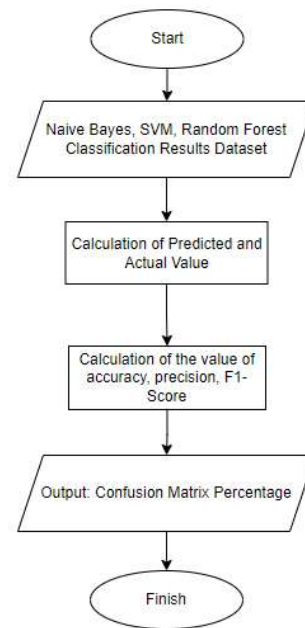 Start
Naive Bayes, SVM, Random Forest
Classification Results Dataset
Calculation of Predicted and
Actual Value
Calculation of the value of
accuracy, precision, F1-
Score
Output: Confusion Matrix Percentage
Finish